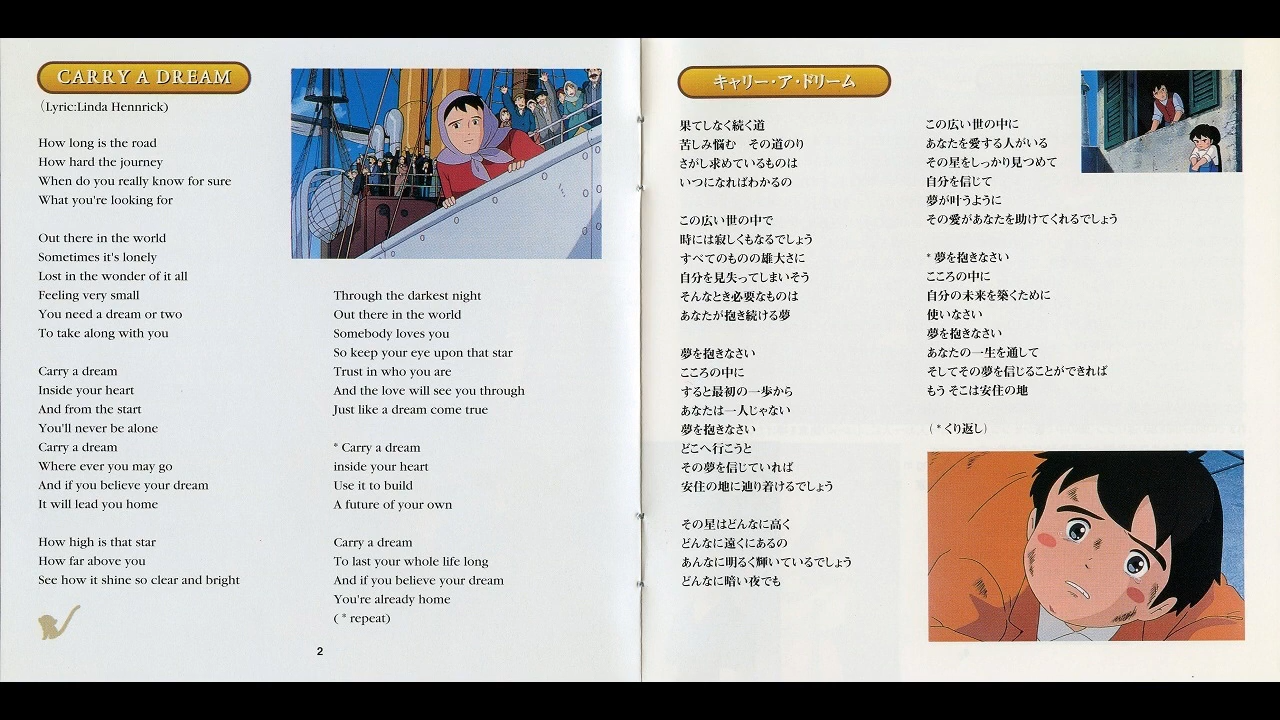 CARRY A DREAM
(Lyric:Linda Hennrick)
How long is the road
How hard the journey
When do you really know for sure
What you're looking for
Out there in the world
Sometimes it's lonely
Lost in the wonder of it all
Feeling very small
You need a dream or two
To take along with you
Carry a dream
Inside your heart
And from the start
You'll never be alone
Carry a dream
Where ever you may go
And if you believe your dream
It will lead you home
How high is that star
How far above you
See how it shine so clear and bright
Through the darkest night
Out there in the world
Somebody loves you
So keep your eye upon that star
Trust in who you are
And the love will see you through
Just like a dream come true
* Carry a dream
inside your heart
Use it to build
A future of your own
Carry a dream
To last your whole life long
And if you believe your dream
You're already home
( * repeat)
2
キャリー・ア・ドリーム
果てしなく続く道
苦しみ悩む　その道のり
さがし求めているものは
いつになればわかるの
この広い世の中で
時には寂しくもなるでしょう
すべてのものの雄大さに
自分を見失ってしまいそう
そんなとき必要なものは
あなたが抱き続ける夢
夢を抱きなさい
こころの中に
すると最初の一歩から
あなたは一人じゃない
夢を抱きなさい
どこへ行こうと
その夢を信じていれば
安住の地に辿り着けるでしょう
その星はどんなに高く
どんなに遠くにあるの
あんなに明るく輝いているでしょう
どんなに暗い夜でも
この広い世の中に
あなたを愛する人がいる
その星をしっかり見つめて
自分を信じて
夢が叶うように
その愛があなたを助けてくれるでしょう
* 夢を抱きなさい
こころの中に
自分の未来を築くために
使いなさい
夢を抱きなさい
あなたの一生を通して
そしてその夢を信じることができれば
もう そこは安住の地
( * くり返し)